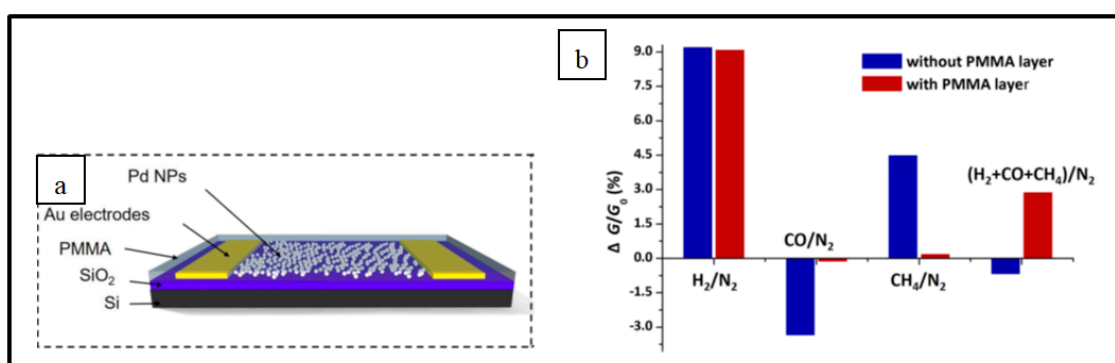 a
Pd NPs
Au electrodes
PMMA
SiO₂
Si
b
without PMMA layer
with PMMA layer
Δ G/G₀ (%)
9.0
7.5
6.0
4.5
3.0
1.5
0.0
-1.5
-3.0
H₂/N₂
CO/N₂
CH₄/N₂
(H₂+CO+CH₄)/N₂